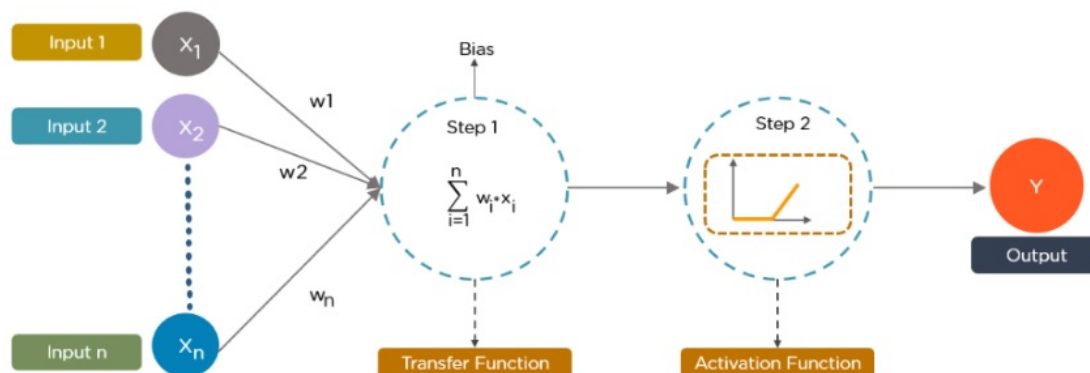 Input 1
X₁
Input 2
X₂
Input n
Xₙ
w1
w2
wₙ
Bias
Step 1
n
∑ wᵢ*xᵢ
i=1
Transfer Function
Step 2
Activation Function
Y
Output